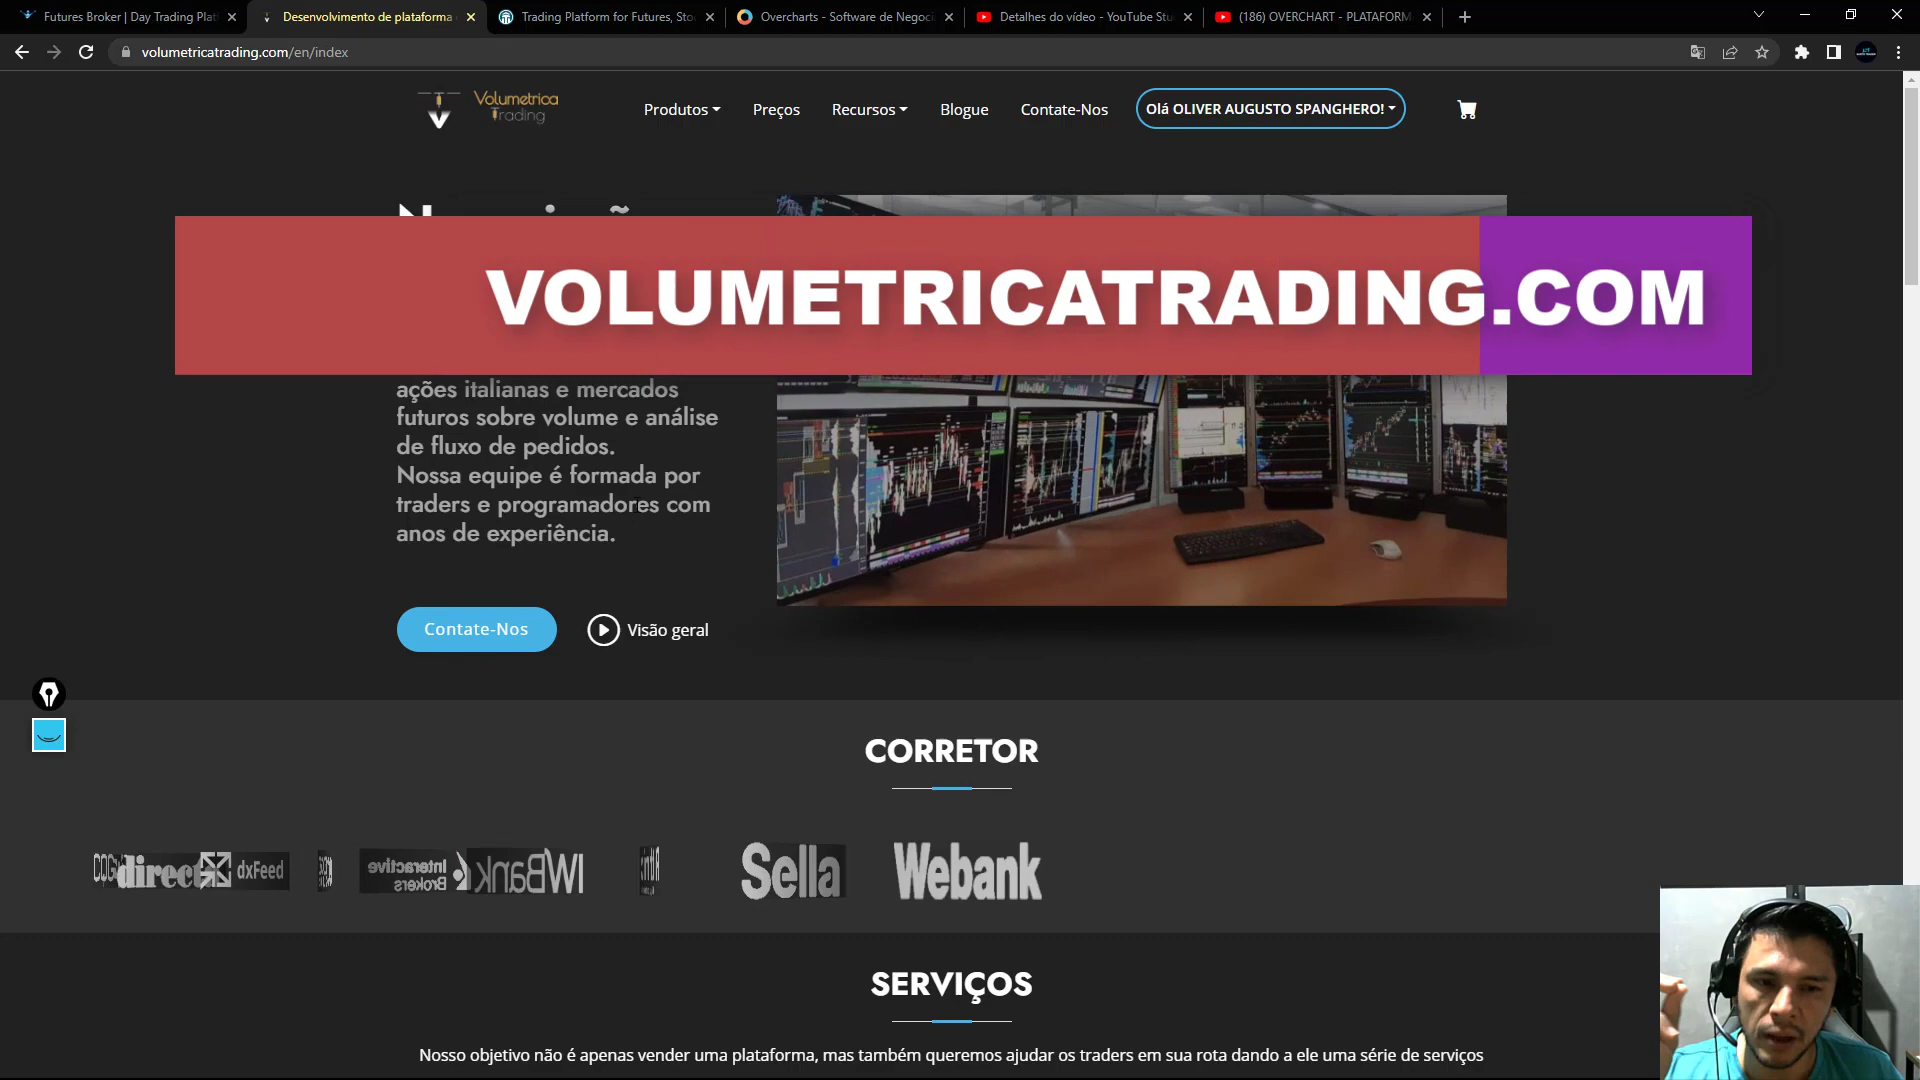 Futures Broker | Day Trading Plat
Desenvolvimento de plataforma
Trading Platform for Futures, Sto
Overcharts - Software de Negoci
Detalhes do vídeo - YouTube Stu
(186) OVERCHART - PLATAFORM
volumetricatrading.com/en/index
Volumetrica
Trading
Produtos
Preços
Recursos
Blogue
Contate-Nos
Olá OLIVER AUGUSTO SPANGHERO!
VOLUMETRICATRADING.COM
ações italianas e mercados
futuros sobre volume e análise
de fluxo de pedidos.
Nossa equipe é formada por
traders e programadores com
anos de experiência.
Contate-Nos
Visão geral
CORRETOR
direct
dxFeed
Interactive
Brokers
IWBank
Sella
Webank
SERVIÇOS
Nosso objetivo não é apenas vender uma plataforma, mas também queremos ajudar os traders em sua rota dando a ele uma série de serviços